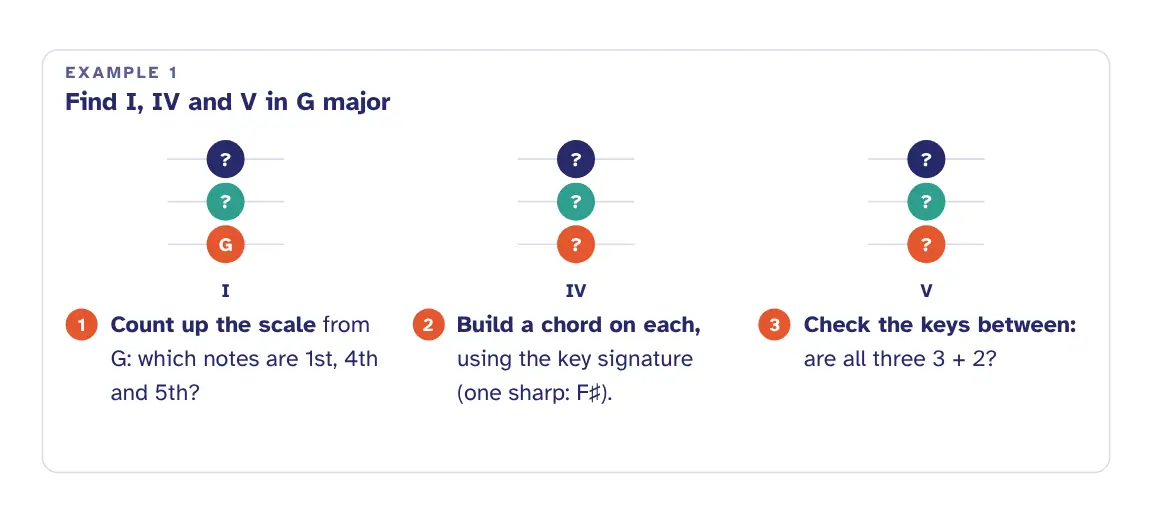 EXAMPLE 1
Find I, IV and V in G major
? ? ?
? ? ?
G ? ?
I IV V
1 Count up the scale from
G: which notes are 1st, 4th
and 5th?
2 Build a chord on each,
using the key signature
(one sharp: F♯).
3 Check the keys between:
are all three 3 + 2?